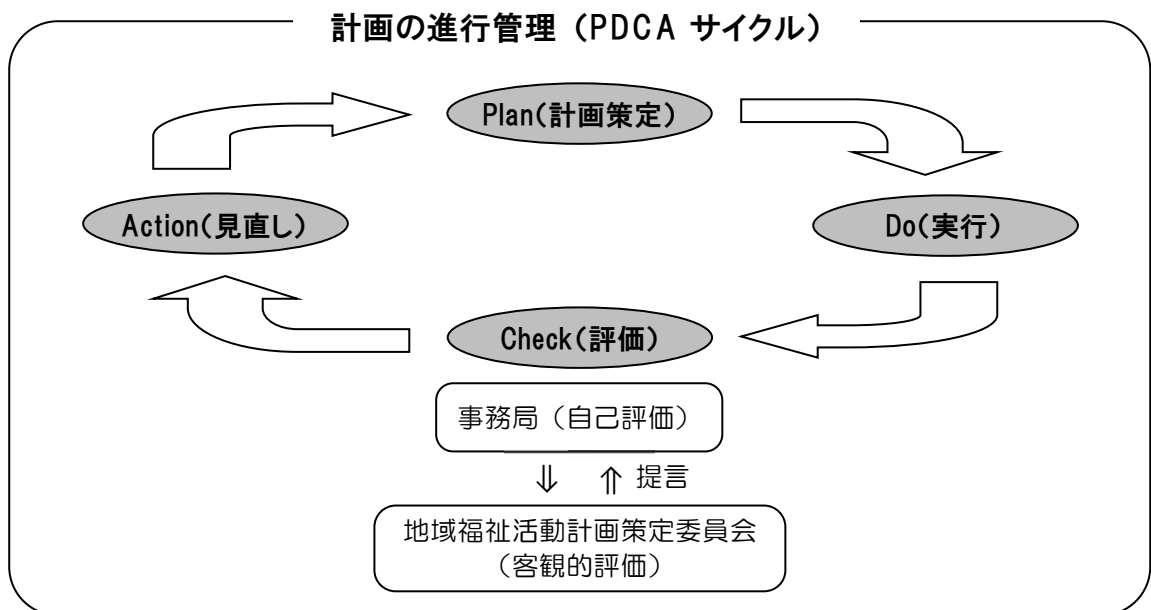 計画の進行管理（PDCA サイクル）
Plan（計画策定）
Action（見直し）
Do（実行）
Check（評価）
事務局（自己評価）
⇓ ⇑ 提言
地域福祉活動計画策定委員会
（客観的評価）